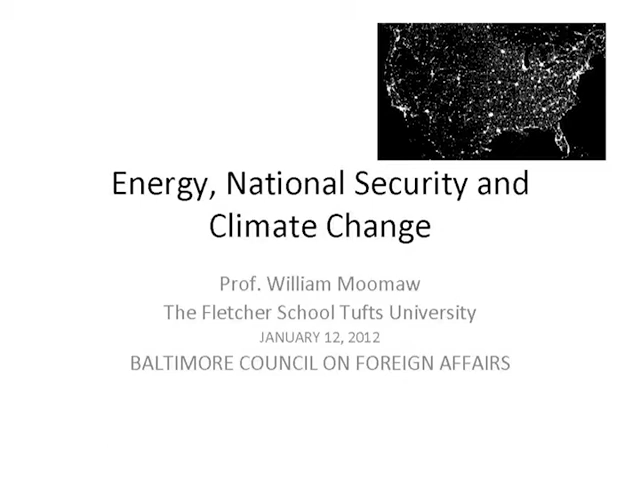 Energy, National Security and
Climate Change
Prof. William Moomaw
The Fletcher School Tufts University
JANUARY 12, 2012
BALTIMORE COUNCIL ON FOREIGN AFFAIRS